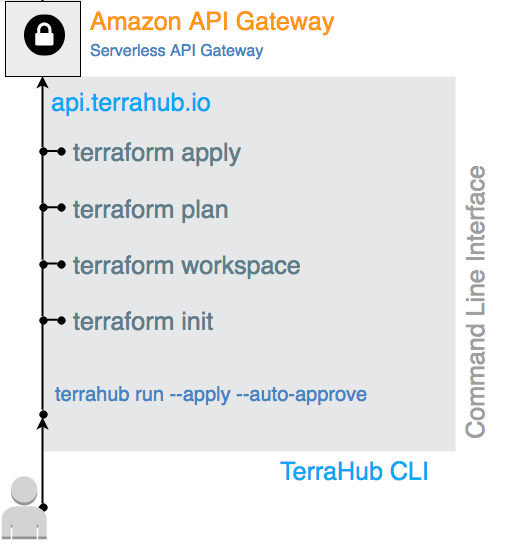 Amazon API Gateway
Serverless API Gateway
api.terrahub.io
terraform apply
terraform plan
terraform workspace
terraform init
terrahub run --apply --auto-approve
Command Line Interface
TerraHub CLI